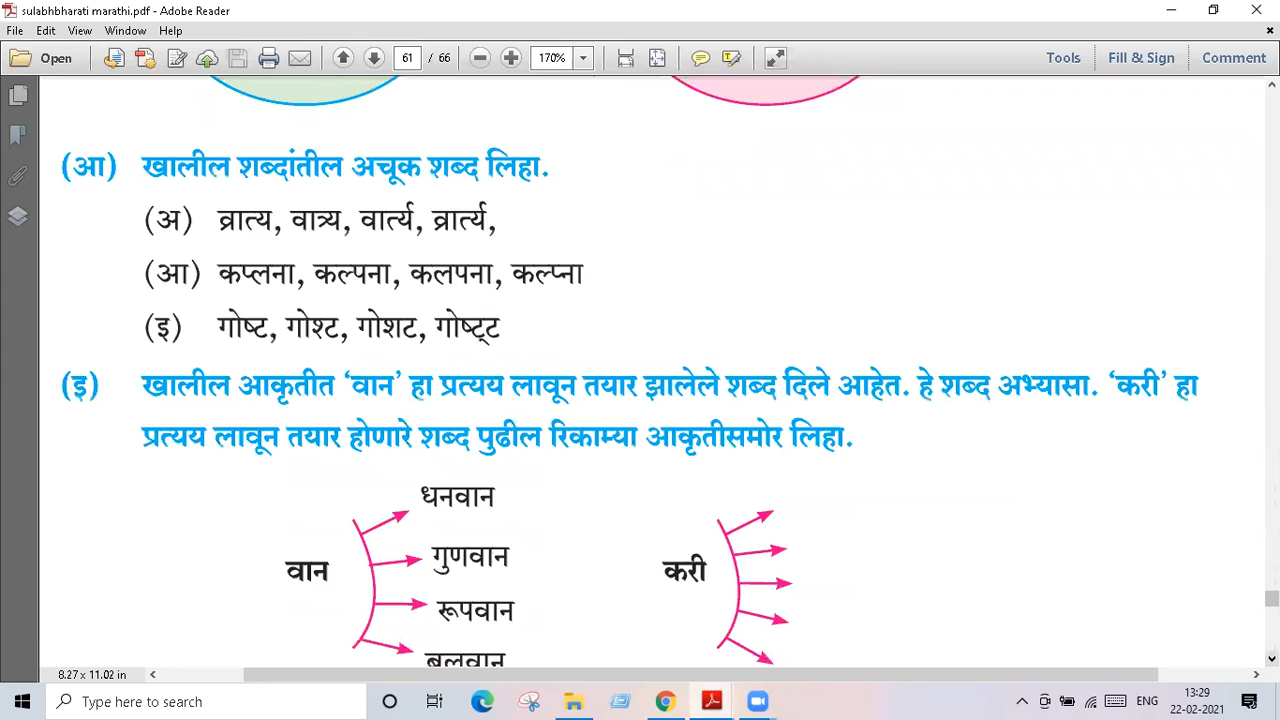 sulabhbharati marathi.pdf - Adobe Reader
File Edit View Window Help
Open 61 / 66 170% Tools Fill & Sign Comment
(आ) खालील शब्दांतील अचूक शब्द लिहा.
(अ) व्रात्य, वात्र्य, वार्त्य, व्रार्त्य,
(आ) कप्लना, कल्पना, कलपना, कल्प्ना
(इ) गोष्ट, गोश्ट, गोशट, गोष्ट्ट
(इ) खालील आकृतीत ‘वान’ हा प्रत्यय लावून तयार झालेले शब्द दिले आहेत. हे शब्द अभ्यासा. ‘करी’ हा
प्रत्यय लावून तयार होणारे शब्द पुढील रिकाम्या आकृतीसमोर लिहा.
धनवान
गुणवान
वान करी
रूपवान
बलवान
8.27 x 11.02 in
Type here to search ENG 13:29
22-02-2021